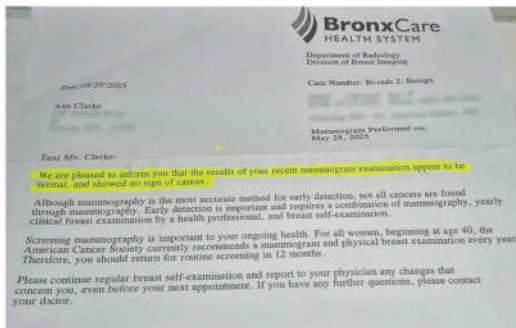 BronxCare
HEALTH SYSTEM
Department of Radiology
Division of Breast Imaging
Date:05/29/2025
Case Number: Bi-rads 2: Benign
Ann Clarke
Mammogram Performed on:
May 28, 2025
Dear Ms. Clarke:
We are pleased to inform you that the results of your recent mammogram examination appear to be
normal, and showed no sign of cancer.
Although mammography is the most accurate method for early detection, not all cancers are found
through mammography. Early detection is important and requires a combination of mammography, yearly
clinical breast examination by a health professional, and breast self-examination.
Screening mammography is important to your ongoing health. For all women, beginning at age 40, the
American Cancer Society currently recommends a mammogram and physical breast examination every year
Therefore, you should return for routine screening in 12 months.
Please continue regular breast self-examination and report to your physician any changes that
concern you, even before your next appointment. If you have any further questions, please contact
your doctor.